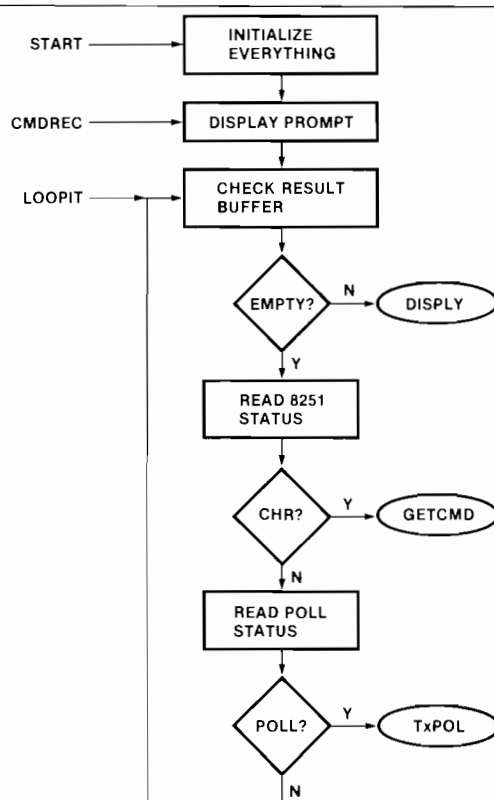 START
INITIALIZE
EVERYTHING
CMDREC
DISPLAY PROMPT
LOOPIT
CHECK RESULT
BUFFER
EMPTY?
N
DISPLY
Y
READ 8251
STATUS
CHR?
Y
GETCMD
N
READ POLL
STATUS
POLL?
Y
TxPOL
N